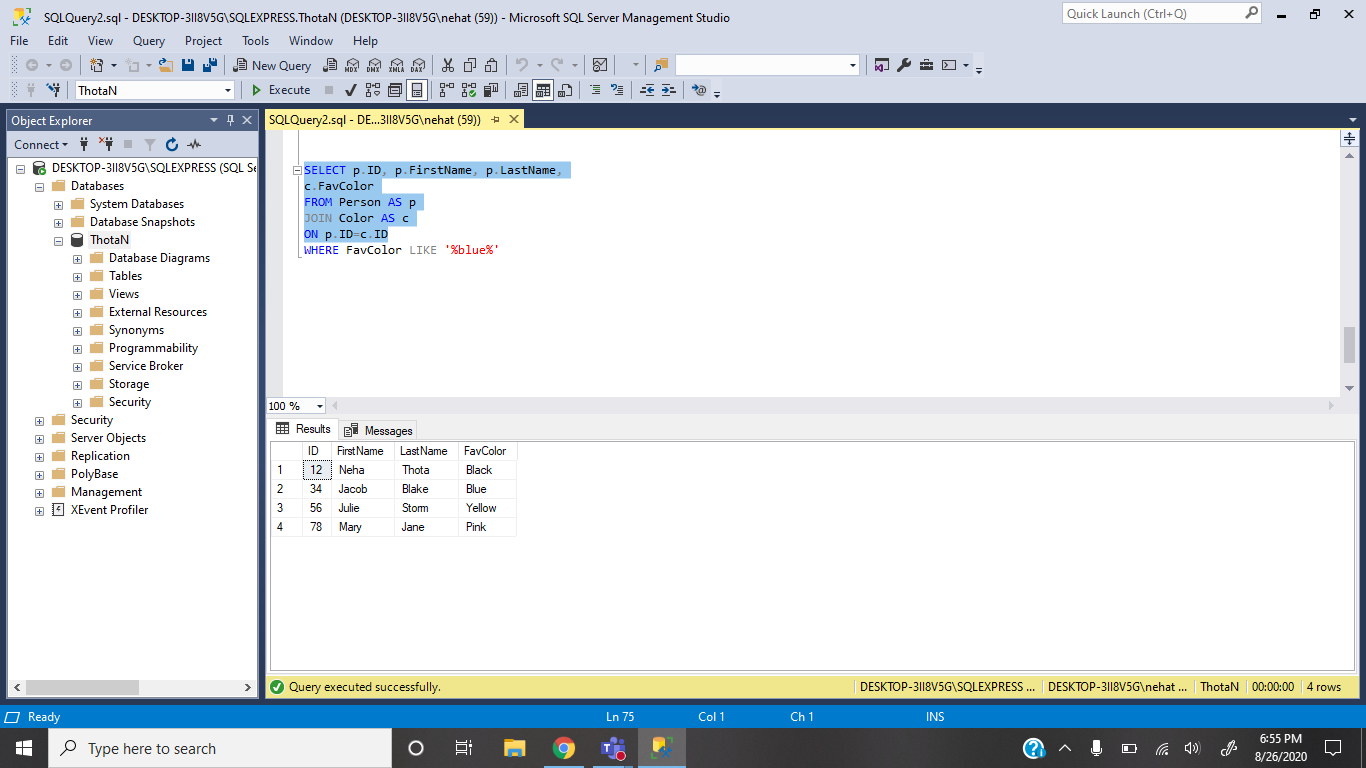 SQLQuery2.sql - DESKTOP-3II8V5G\SQLEXPRESS.ThotaN (DESKTOP-3II8V5G\nehat (59)) - Microsoft SQL Server Management Studio
Quick Launch (Ctrl+Q)
File Edit View Query Project Tools Window Help
New Query
MDX DMX XMLA DAX
ThotaN
Execute
Object Explorer
SQLQuery2.sql - DE...3II8V5G\nehat (59))
Connect
DESKTOP-3II8V5G\SQLEXPRESS (SQL Se
Databases
System Databases
Database Snapshots
ThotaN
Database Diagrams
Tables
Views
External Resources
Synonyms
Programmability
Service Broker
Storage
Security
Security
Server Objects
Replication
PolyBase
Management
XEvent Profiler
SELECT p.ID, p.FirstName, p.LastName,
c.FavColor
FROM Person AS p
JOIN Color AS c
ON p.ID=c.ID
WHERE FavColor LIKE '%blue%'
100 %
Results Messages
ID FirstName LastName FavColor
1 12 Neha Thota Black
2 34 Jacob Blake Blue
3 56 Julie Storm Yellow
4 78 Mary Jane Pink
Query executed successfully. DESKTOP-3II8V5G\SQLEXPRESS ... DESKTOP-3II8V5G\nehat ... ThotaN 00:00:00 4 rows
Ready Ln 75 Col 1 Ch 1 INS
Type here to search
6:55 PM
8/26/2020